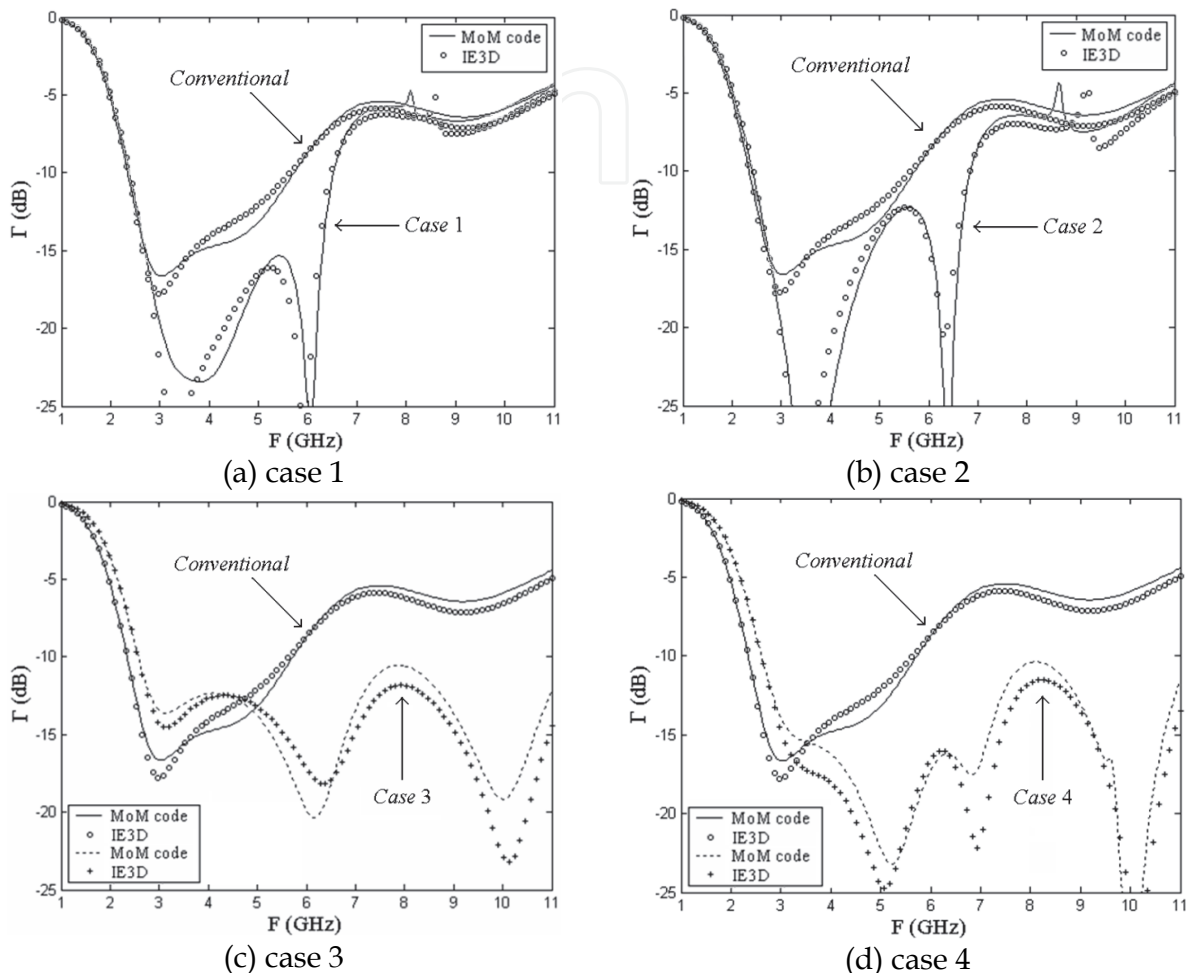 MoM code
IE3D
Conventional
Case 1
Γ (dB)
0
-5
-10
-15
-20
-25
1 2 3 4 5 6 7 8 9 10 11
F (GHz)
(a) case 1
MoM code
IE3D
Conventional
Case 2
Γ (dB)
0
-5
-10
-15
-20
-25
1 2 3 4 5 6 7 8 9 10 11
F (GHz)
(b) case 2
Conventional
Case 3
MoM code
IE3D
MoM code
IE3D
Γ (dB)
0
-5
-10
-15
-20
-25
1 2 3 4 5 6 7 8 9 10 11
F (GHz)
(c) case 3
Conventional
Case 4
MoM code
IE3D
MoM code
IE3D
Γ (dB)
0
-5
-10
-15
-20
-25
1 2 3 4 5 6 7 8 9 10 11
F (GHz)
(d) case 4